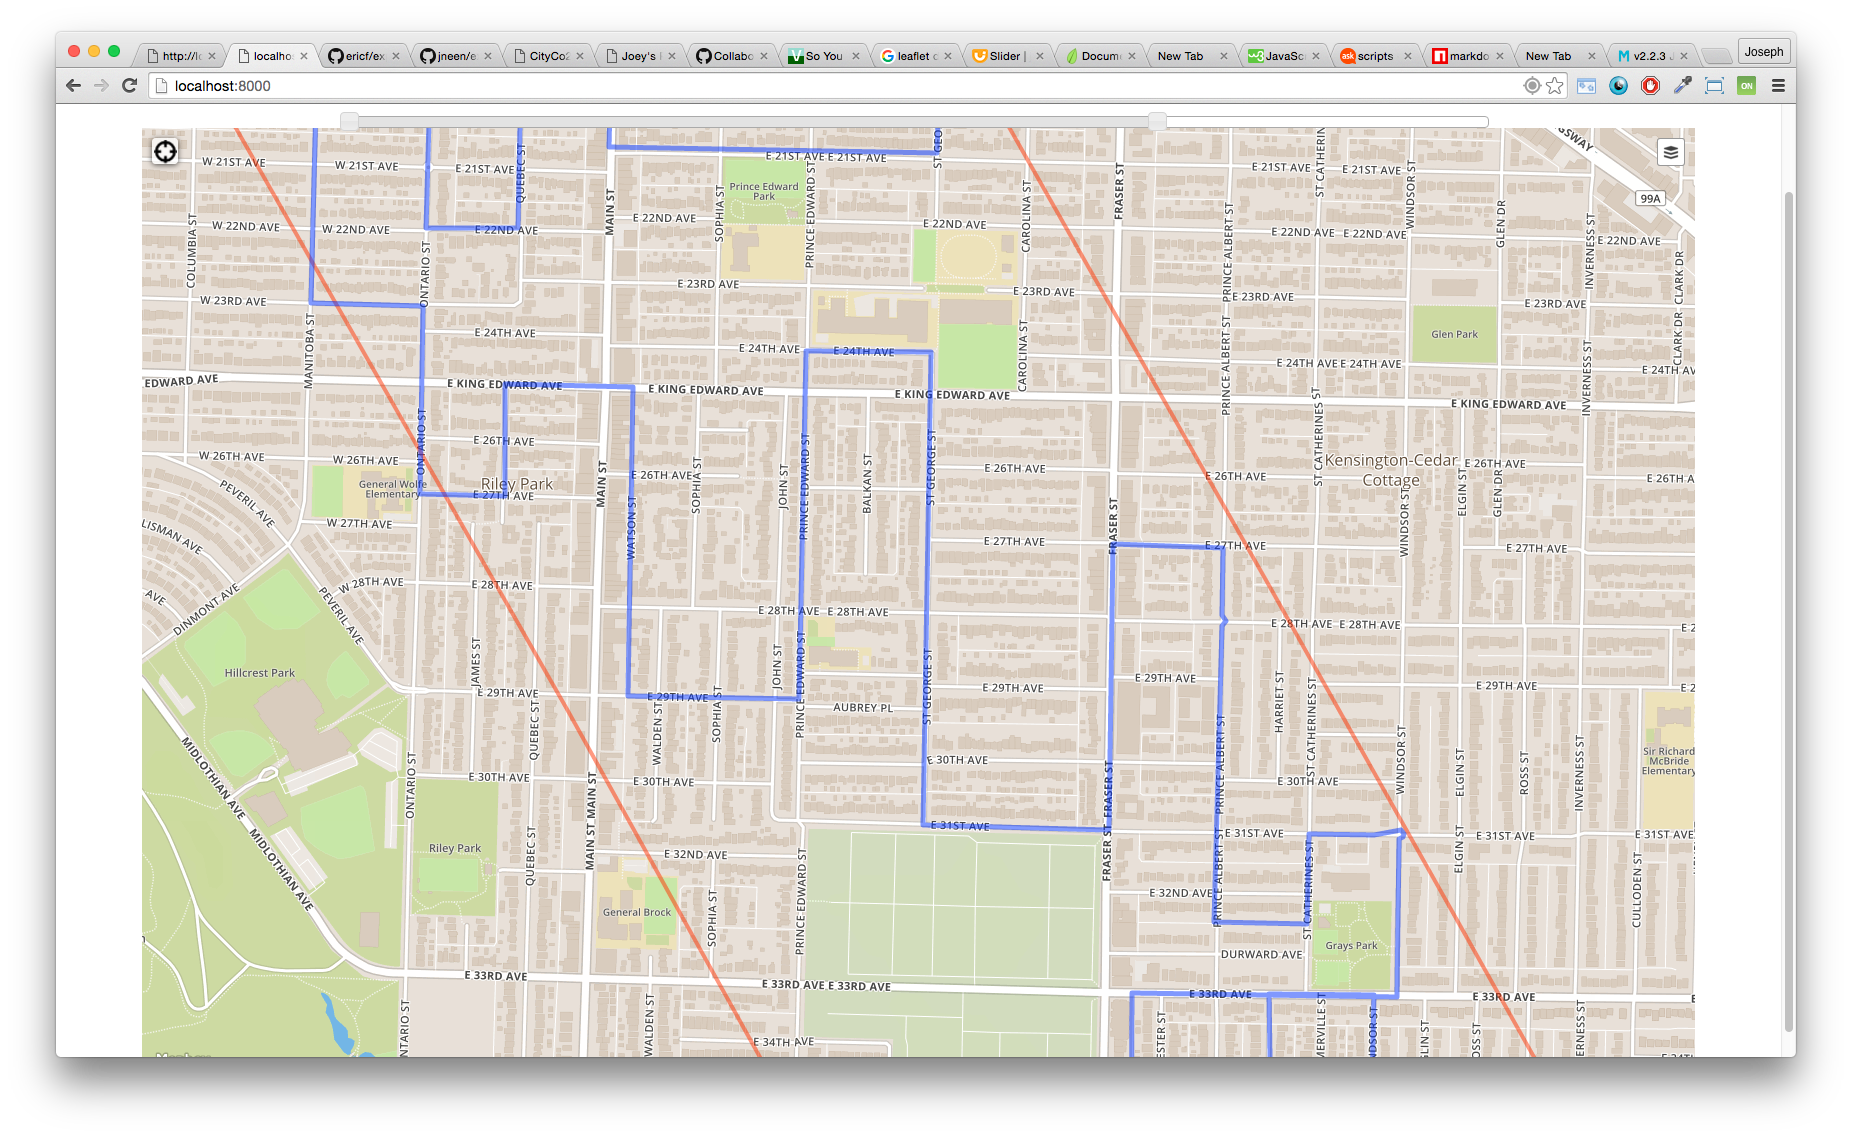 http://lo
localhos
ericf/ex
jneen/e
CityCo2
Joey's
Collabo
So You
leaflet c
Slider |
Docum
New Tab
JavaSc
scripts
markdo
New Tab
v2.2.3
Joseph
localhost:8000
ON
W 21ST AVE
W 21ST AVE
E 21ST AVE
QUEBEC ST
E 21ST AVE E 21ST AVE
E 21ST AVE
E 21ST AVE
KINGSWAY
99A
MAIN ST
SOPHIA ST
Prince Edward
Park
PRINCE EDWARD ST
CAROLINA ST
FRASER ST
ST CATHERIN
WINDSOR ST
GLEN DR
INVERNESS ST
COLUMBIA ST
W 22ND AVE
W 22ND AVE
ONTARIO ST
E 22ND AVE
E 22ND AVE
E 22ND AVE
PRINCE ALBERT ST
E 22ND AVE E 22ND AVE
E 22ND AVE
CLARK DR
W 23RD AVE
E 23RD AVE
E 23RD AVE
E 23RD AVE
E 23RD AVE
MANITOBA ST
E 24TH AVE
E 24TH AVE
E 24TH AVE
CAROLINA ST
PRINCE ALBERT ST
E 24TH AVE E 24TH AVE
Glen Park
INVERNESS ST
CLARK DR
E 24TH AV
EDWARD AVE
E KING EDWARD AVE
E KING EDWARD AVE
E KING EDWARD AVE
E KING EDWARD AVE
W 26TH AVE
W 26TH AVE
ONTARIO ST
E 26TH AVE
MAIN ST
E 26TH AVE
SOPHIA ST
JOHN ST
PRINCE EDWARD ST
BALKAN ST
ST GEORGE ST
E 26TH AVE
E 26TH AVE
ST CATHERINES ST
Kensington-Cedar
Cottage
E 26TH AVE
E 26TH A
General Wolfe
Elementary
Riley Park
E 27TH AVE
PEVERIL AVE
W 27TH AVE
WATSON ST
E 27TH AVE
FRASER ST
E 27TH AVE
WINDSOR ST
ELGIN ST
GLEN DR
E 27TH AVE
LISMAN AVE
DINMONT AVE
PEVERIL AVE
W 28TH AVE
E 28TH AVE
E 28TH AVE E 28TH AVE
E 28TH AVE E 28TH AVE
E 2
AVE
Hillcrest Park
JAMES ST
E 29TH AVE
E 29TH AVE
JOHN ST
PRINCE EDWARD ST
AUBREY PL
ST GEORGE ST
E 29TH AVE
E 29TH AVE
HARRIET ST
ST CATHERINES ST
E 29TH AVE
E 2
MIDLOTHIAN AVE
ONTARIO ST
QUEBEC ST
E 30TH AVE
MAIN ST MAIN ST
WALDEN ST
SOPHIA ST
E 30TH AVE
E 30TH AVE
FRASER ST FRASER ST
PRINCE ALBERT ST
E 30TH AVE
WINDSOR ST
ELGIN ST
ROSS ST
INVERNESS ST
Sir Richard
McBride
Elementary
MIDLOTHIAN AVE
E 31ST AVE
E 31ST AVE
E 31ST AVE
E 31ST AVE
Riley Park
QUEBEC ST
E 32ND AVE
PRINCE EDWARD ST
FRASER ST
PRINCE ALBERT ST
E 32ND AVE
ST CATHERINES ST
ELGIN ST
CULLODEN ST
General Brock
SOPHIA ST
Grays Park
DURWARD AVE
E 33RD AVE
E 33RD AVE E 33RD AVE
E 33RD AVE
E 33RD AVE
NTARIO ST
WALDEN ST
E 34TH AVE
ESTER ST
MERVILLE ST
NDSOR ST
GLIN ST
OSS ST
ERNESS ST